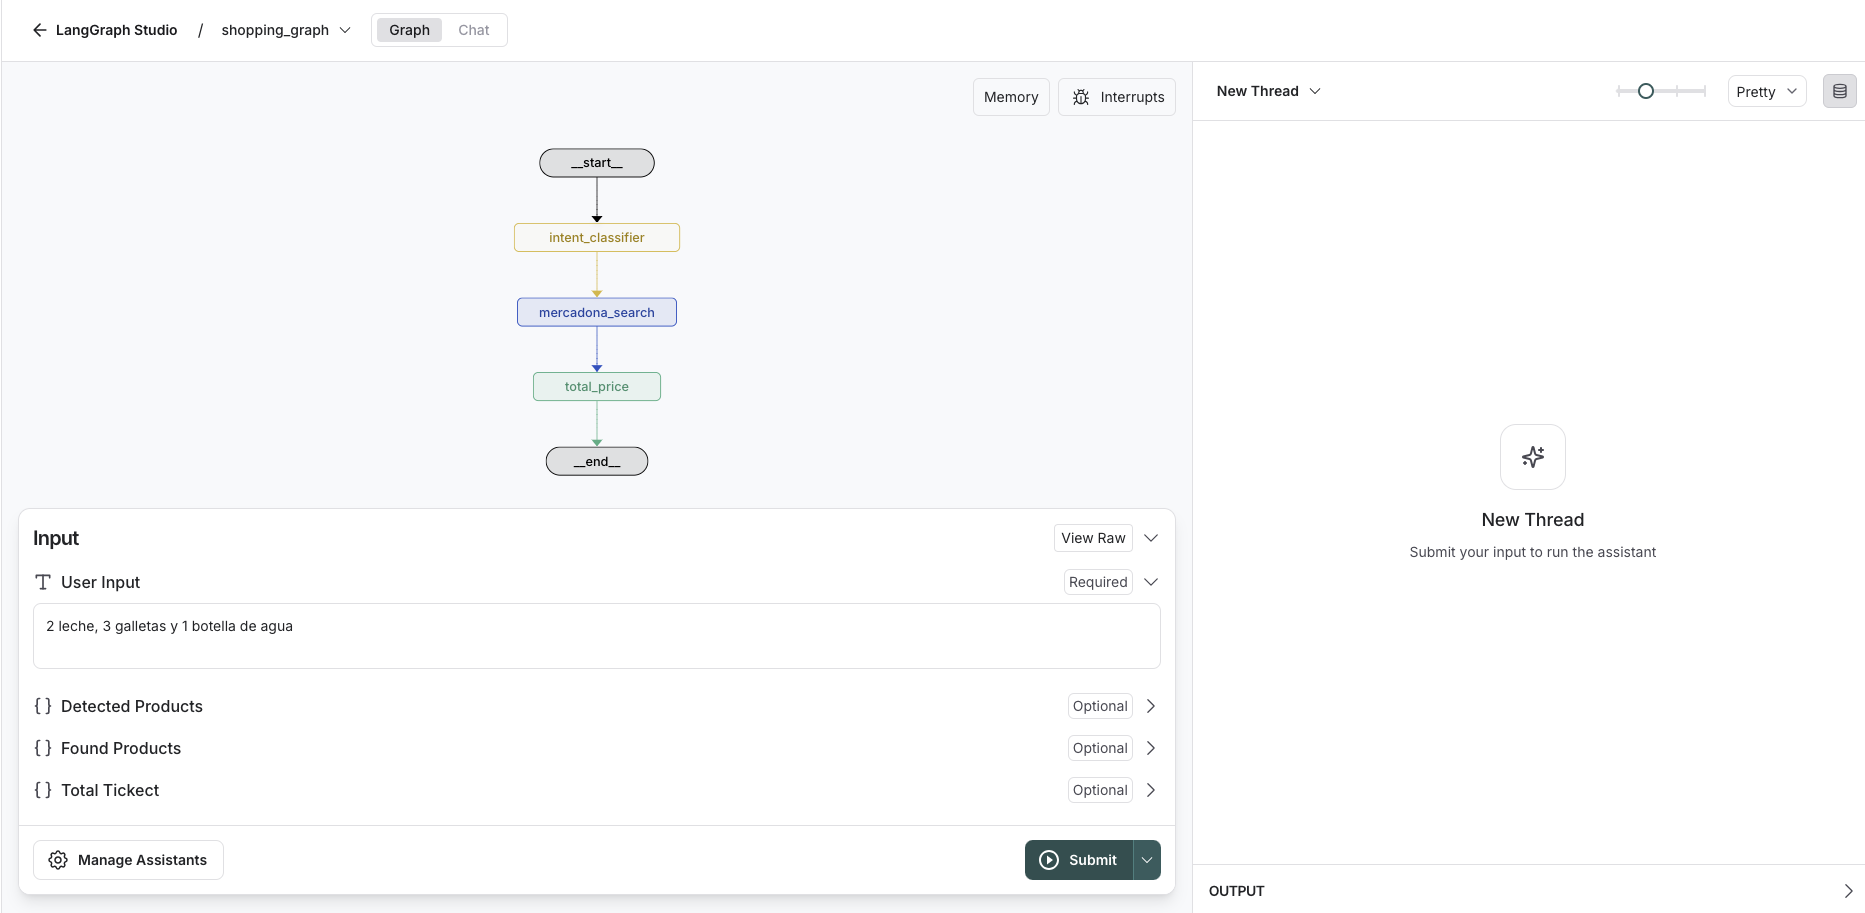 LangGraph Studio / shopping_graph
Graph Chat
Memory Interrupts
__start__
intent_classifier
mercadona_search
total_price
__end__
Input View Raw
User Input Required
2 leche, 3 galletas y 1 botella de agua
Detected Products Optional
Found Products Optional
Total Tickect Optional
Manage Assistants Submit
New Thread Pretty
New Thread
Submit your input to run the assistant
OUTPUT